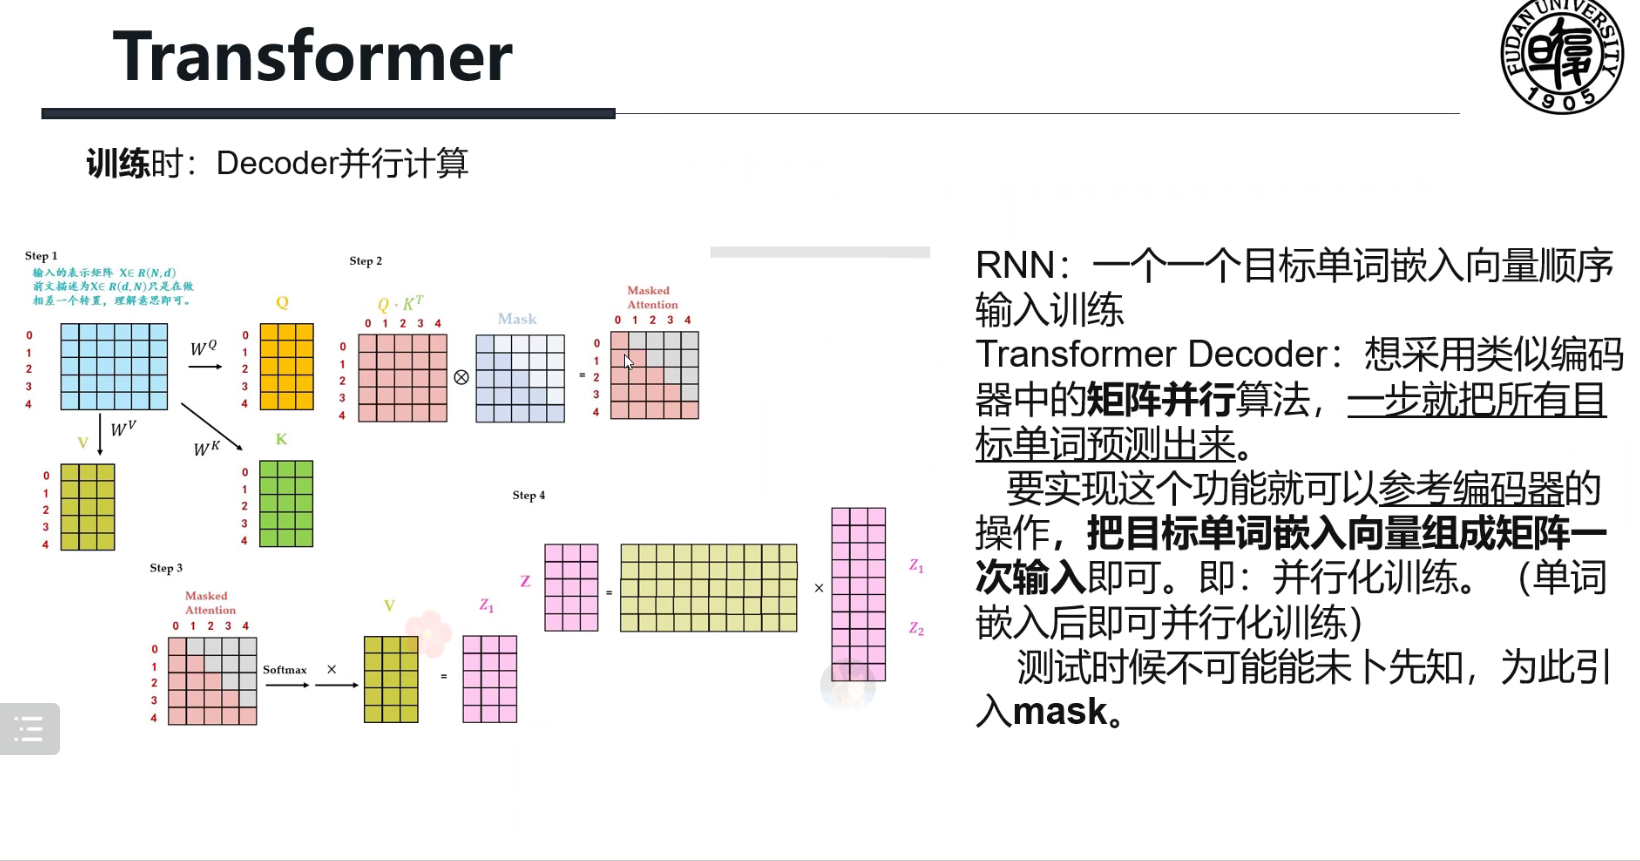 Transformer
FUDAN UNIVERSITY
1905
训练时：Decoder并行计算
Step 1
输入的表示矩阵 X∈ R(N,d)
前文描述为X∈ R(d,N)只是在做
相差一个转置，理解意思即可。
0
1
2
3
4
W^Q
Q
0
1
2
3
4
V
W^V
W^K
K
0
1
2
3
4
0
1
2
3
4
Step 2
Q · K^T
0 1 2 3 4
0
1
2
3
4
⊗
Mask
=
Masked
Attention
0 1 2 3 4
0
1
2
3
4
Step 3
Masked
Attention
0 1 2 3 4
0
1
2
3
4
Softmax
×
V
=
Z₁
Step 4
Z
=
×
Z₁
Z₂
RNN：一个一个目标单词嵌入向量顺序
输入训练
Transformer Decoder：想采用类似编码
器中的矩阵并行算法，一步就把所有目
标单词预测出来。
要实现这个功能就可以参考编码器的
操作，把目标单词嵌入向量组成矩阵一
次输入即可。即：并行化训练。（单词
嵌入后即可并行化训练）
测试时候不可能能未卜先知，为此引
入mask。